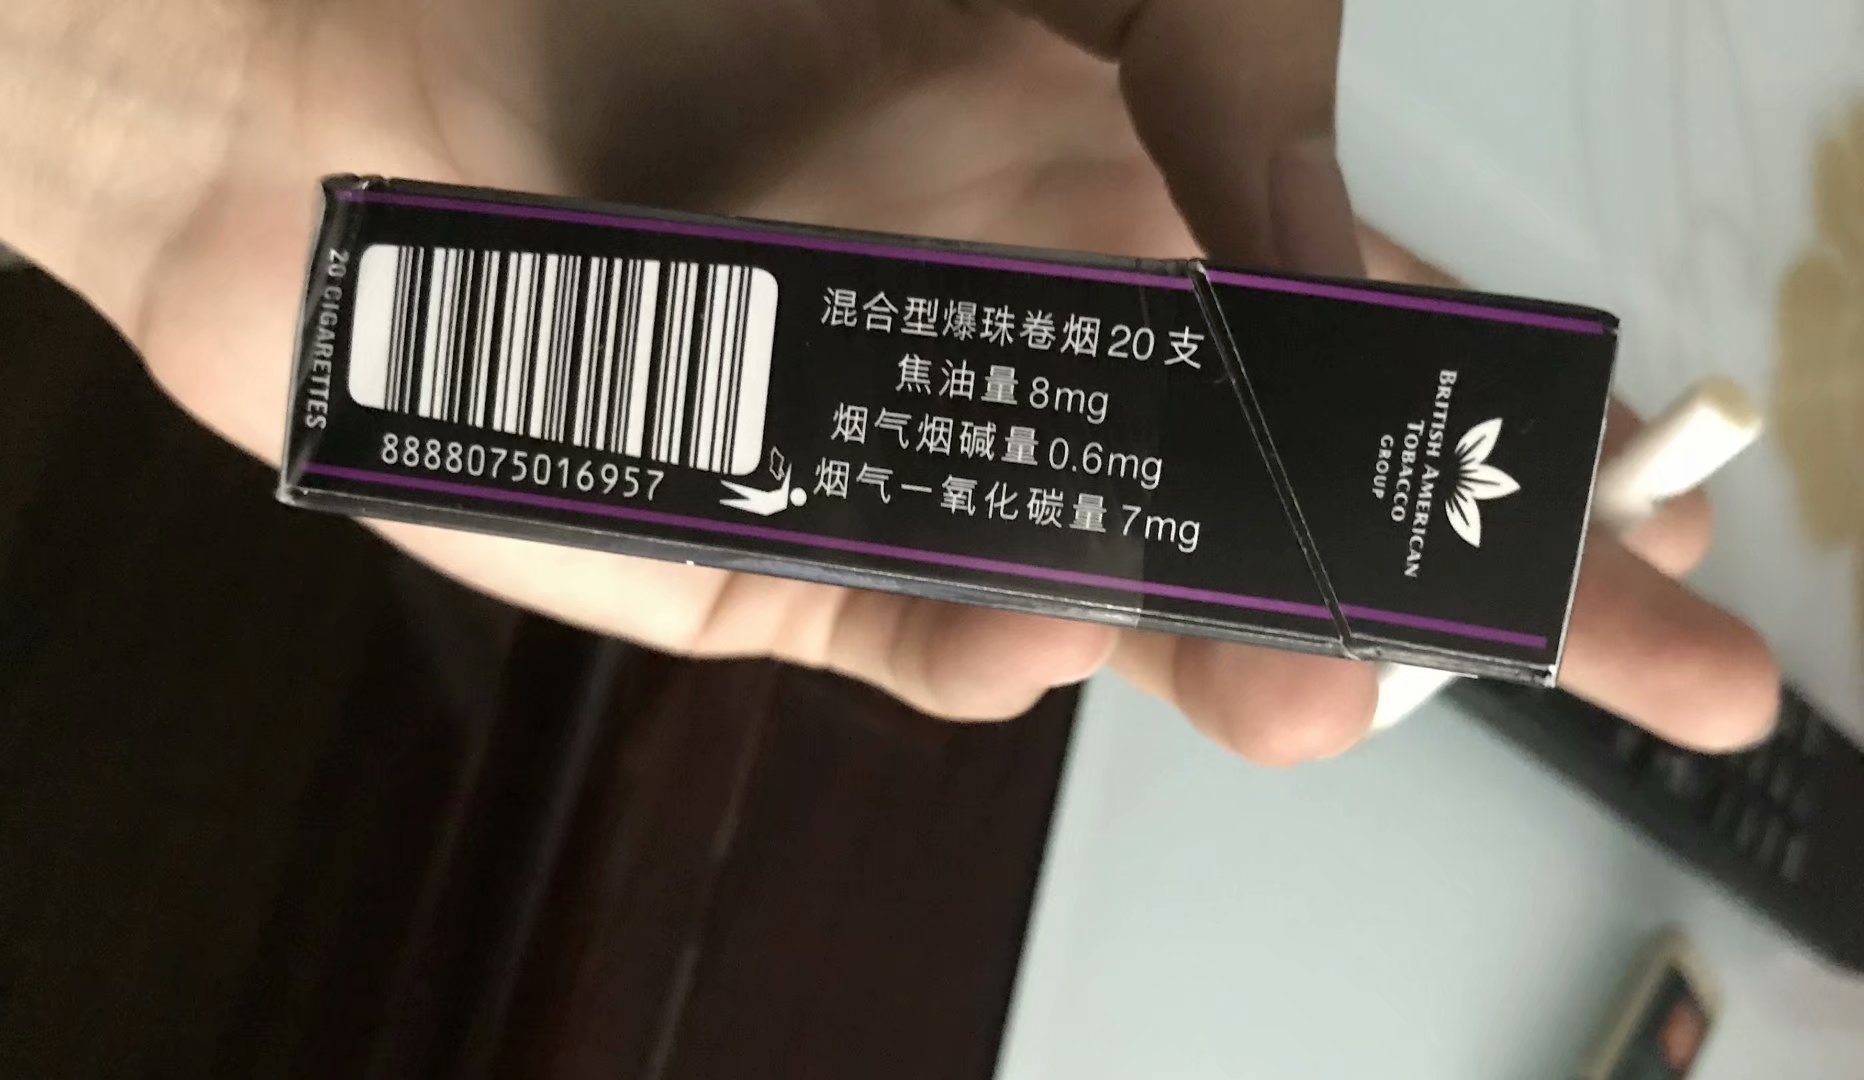 20 CIGARETTES
8888075016957
混合型爆珠卷烟20支
焦油量8mg
烟气烟碱量0.6mg
烟气一氧化碳量7mg
BRITISH AMERICAN
TOBACCO
GROUP